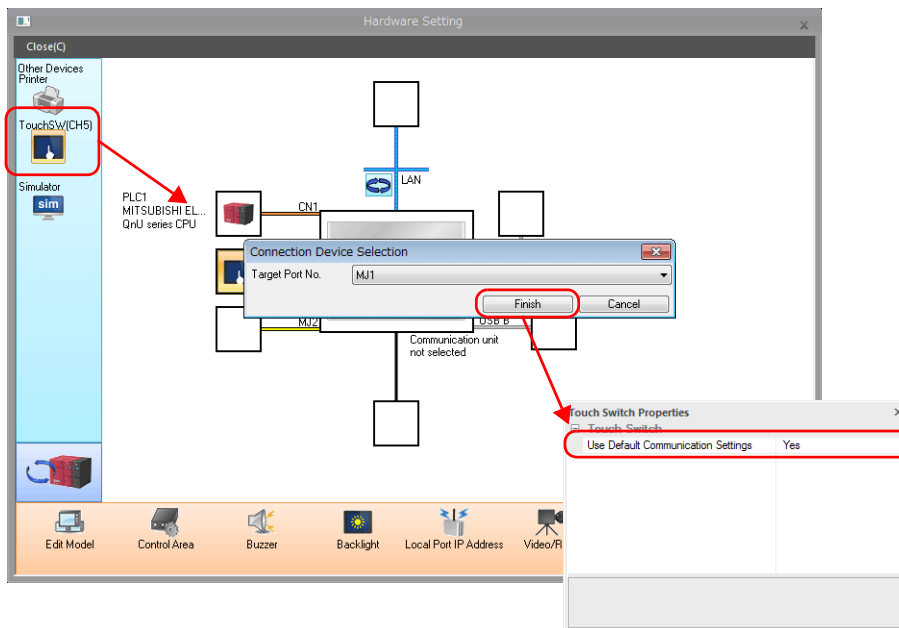 Hardware Setting
Close(C)
Other Devices
Printer
TouchSW(CH5)
Simulator
sim
LAN
PLC1
MITSUBISHI EL...
QnU series CPU
CN1
Connection Device Selection
Target Port No.
MJ1
Finish
Cancel
MJ2
USB B
Communication unit
not selected
Touch Switch Properties
Touch Switch
Use Default Communication Settings
Yes
Edit Model
Control Area
Buzzer
Backlight
Local Port IP Address
Video/R